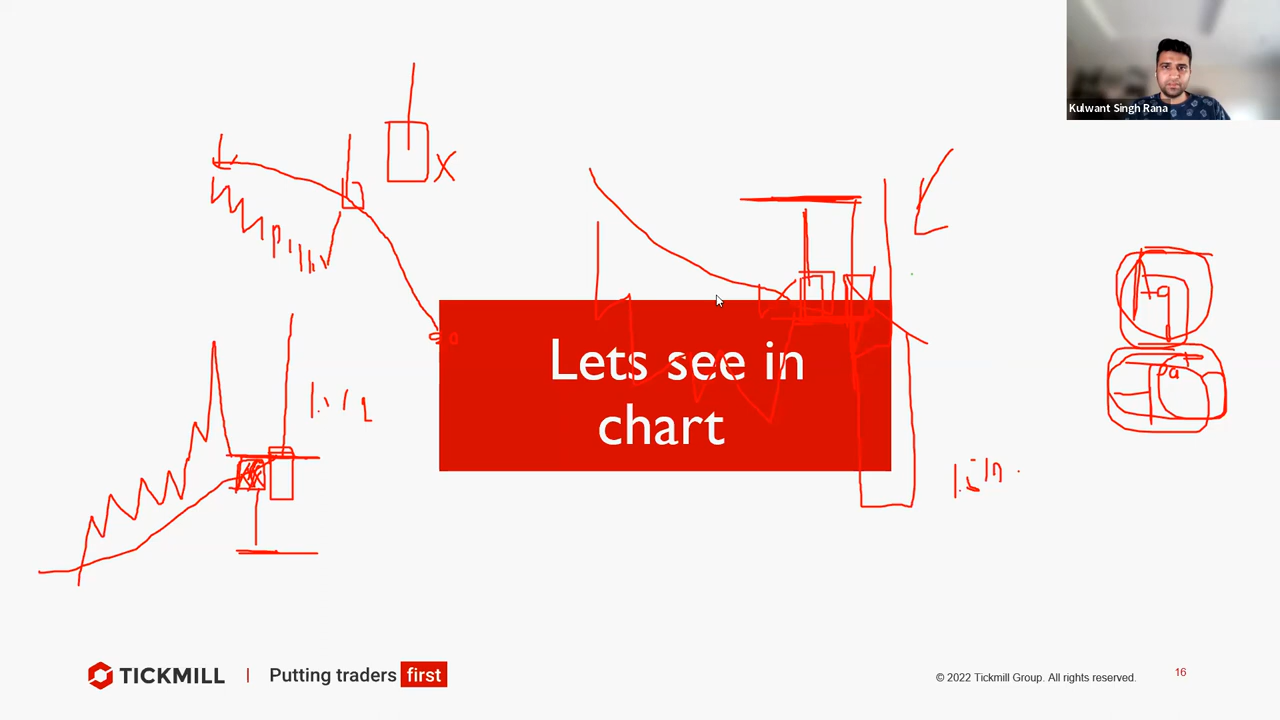 Kulwant Singh Rana
X
Lets see in
chart
TICKMILL | Putting traders first
© 2022 Tickmill Group. All rights reserved.
16